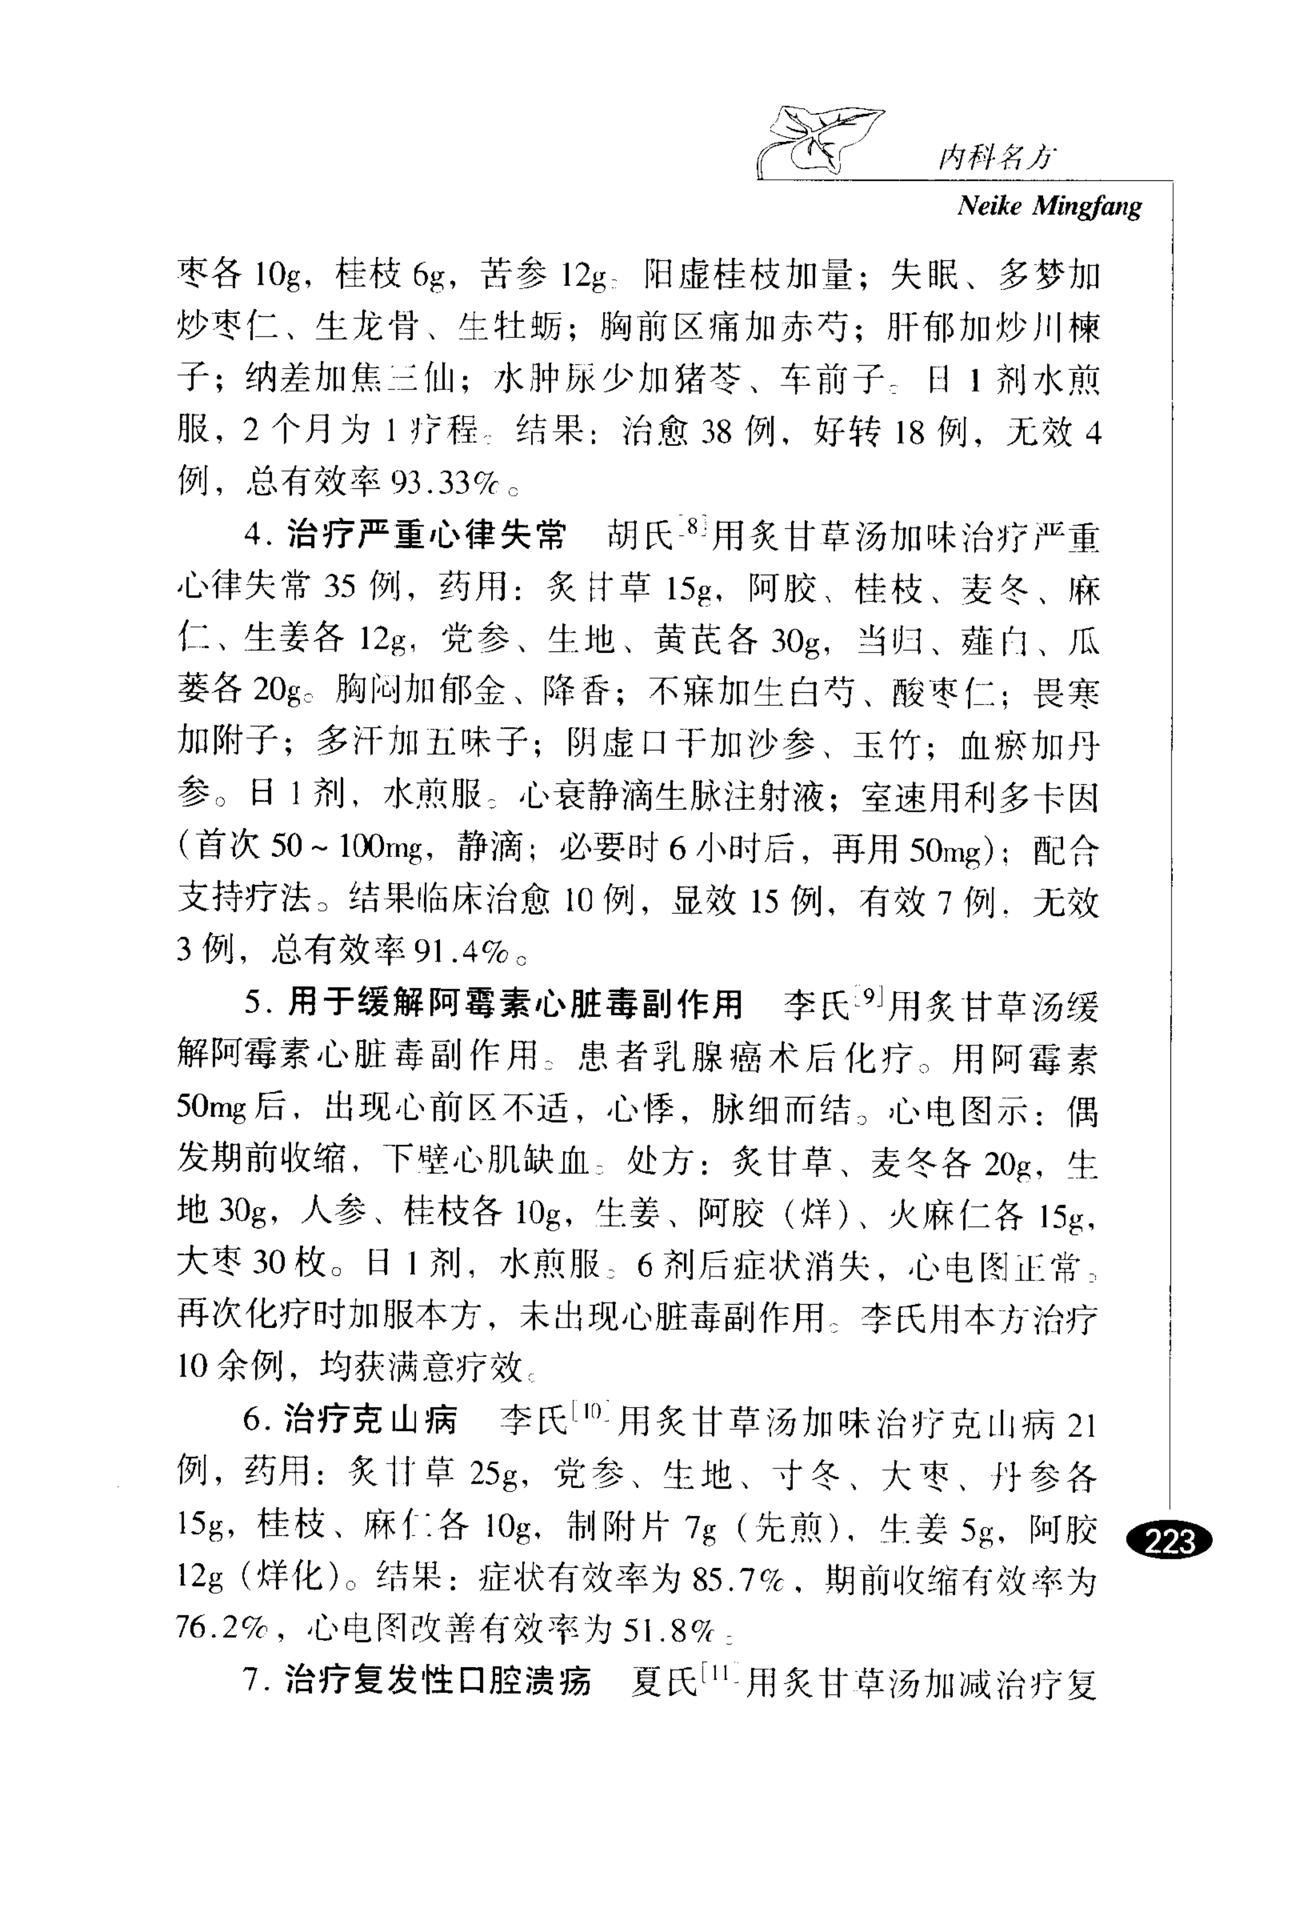 内科名方
Neike Mingfang
枣各 10g，桂枝 6g，苦参 12g。阳虚桂枝加量；失眠、多梦加
炒枣仁、生龙骨、生牡蛎；胸前区痛加赤芍；肝郁加炒川楝
子；纳差加焦三仙；水肿尿少加猪苓、车前子。日 1 剂水煎
服，2 个月为 1 疗程。结果：治愈 38 例，好转 18 例，无效 4
例，总有效率 93.33%。
4. 治疗严重心律失常　胡氏[8]用炙甘草汤加味治疗严重
心律失常 35 例，药用：炙甘草 15g，阿胶、桂枝、麦冬、麻
仁、生姜各 12g，党参、生地、黄芪各 30g，当归、薤白、瓜
蒌各 20g。胸闷加郁金、降香；不寐加生白芍、酸枣仁；畏寒
加附子；多汗加五味子；阴虚口干加沙参、玉竹；血瘀加丹
参。日 1 剂，水煎服。心衰静滴生脉注射液；室速用利多卡因
（首次 50～100mg，静滴；必要时 6 小时后，再用 50mg）；配合
支持疗法。结果临床治愈 10 例，显效 15 例，有效 7 例，无效
3 例，总有效率 91.4%。
5. 用于缓解阿霉素心脏毒副作用　李氏[9]用炙甘草汤缓
解阿霉素心脏毒副作用。患者乳腺癌术后化疗。用阿霉素
50mg 后，出现心前区不适，心悸，脉细而结。心电图示：偶
发期前收缩，下壁心肌缺血。处方：炙甘草、麦冬各 20g，生
地 30g，人参、桂枝各 10g，生姜、阿胶（烊）、火麻仁各 15g，
大枣 30 枚。日 1 剂，水煎服。6 剂后症状消失，心电图正常。
再次化疗时加服本方，未出现心脏毒副作用。李氏用本方治疗
10 余例，均获满意疗效。
6. 治疗克山病　李氏[10]用炙甘草汤加味治疗克山病 21
例，药用：炙甘草 25g，党参、生地、寸冬、大枣、丹参各
15g，桂枝、麻仁各 10g，制附片 7g（先煎），生姜 5g，阿胶
12g（烊化）。结果：症状有效率为 85.7%，期前收缩有效率为
76.2%，心电图改善有效率为 51.8%。
7. 治疗复发性口腔溃疡　夏氏[11]用炙甘草汤加减治疗复
223